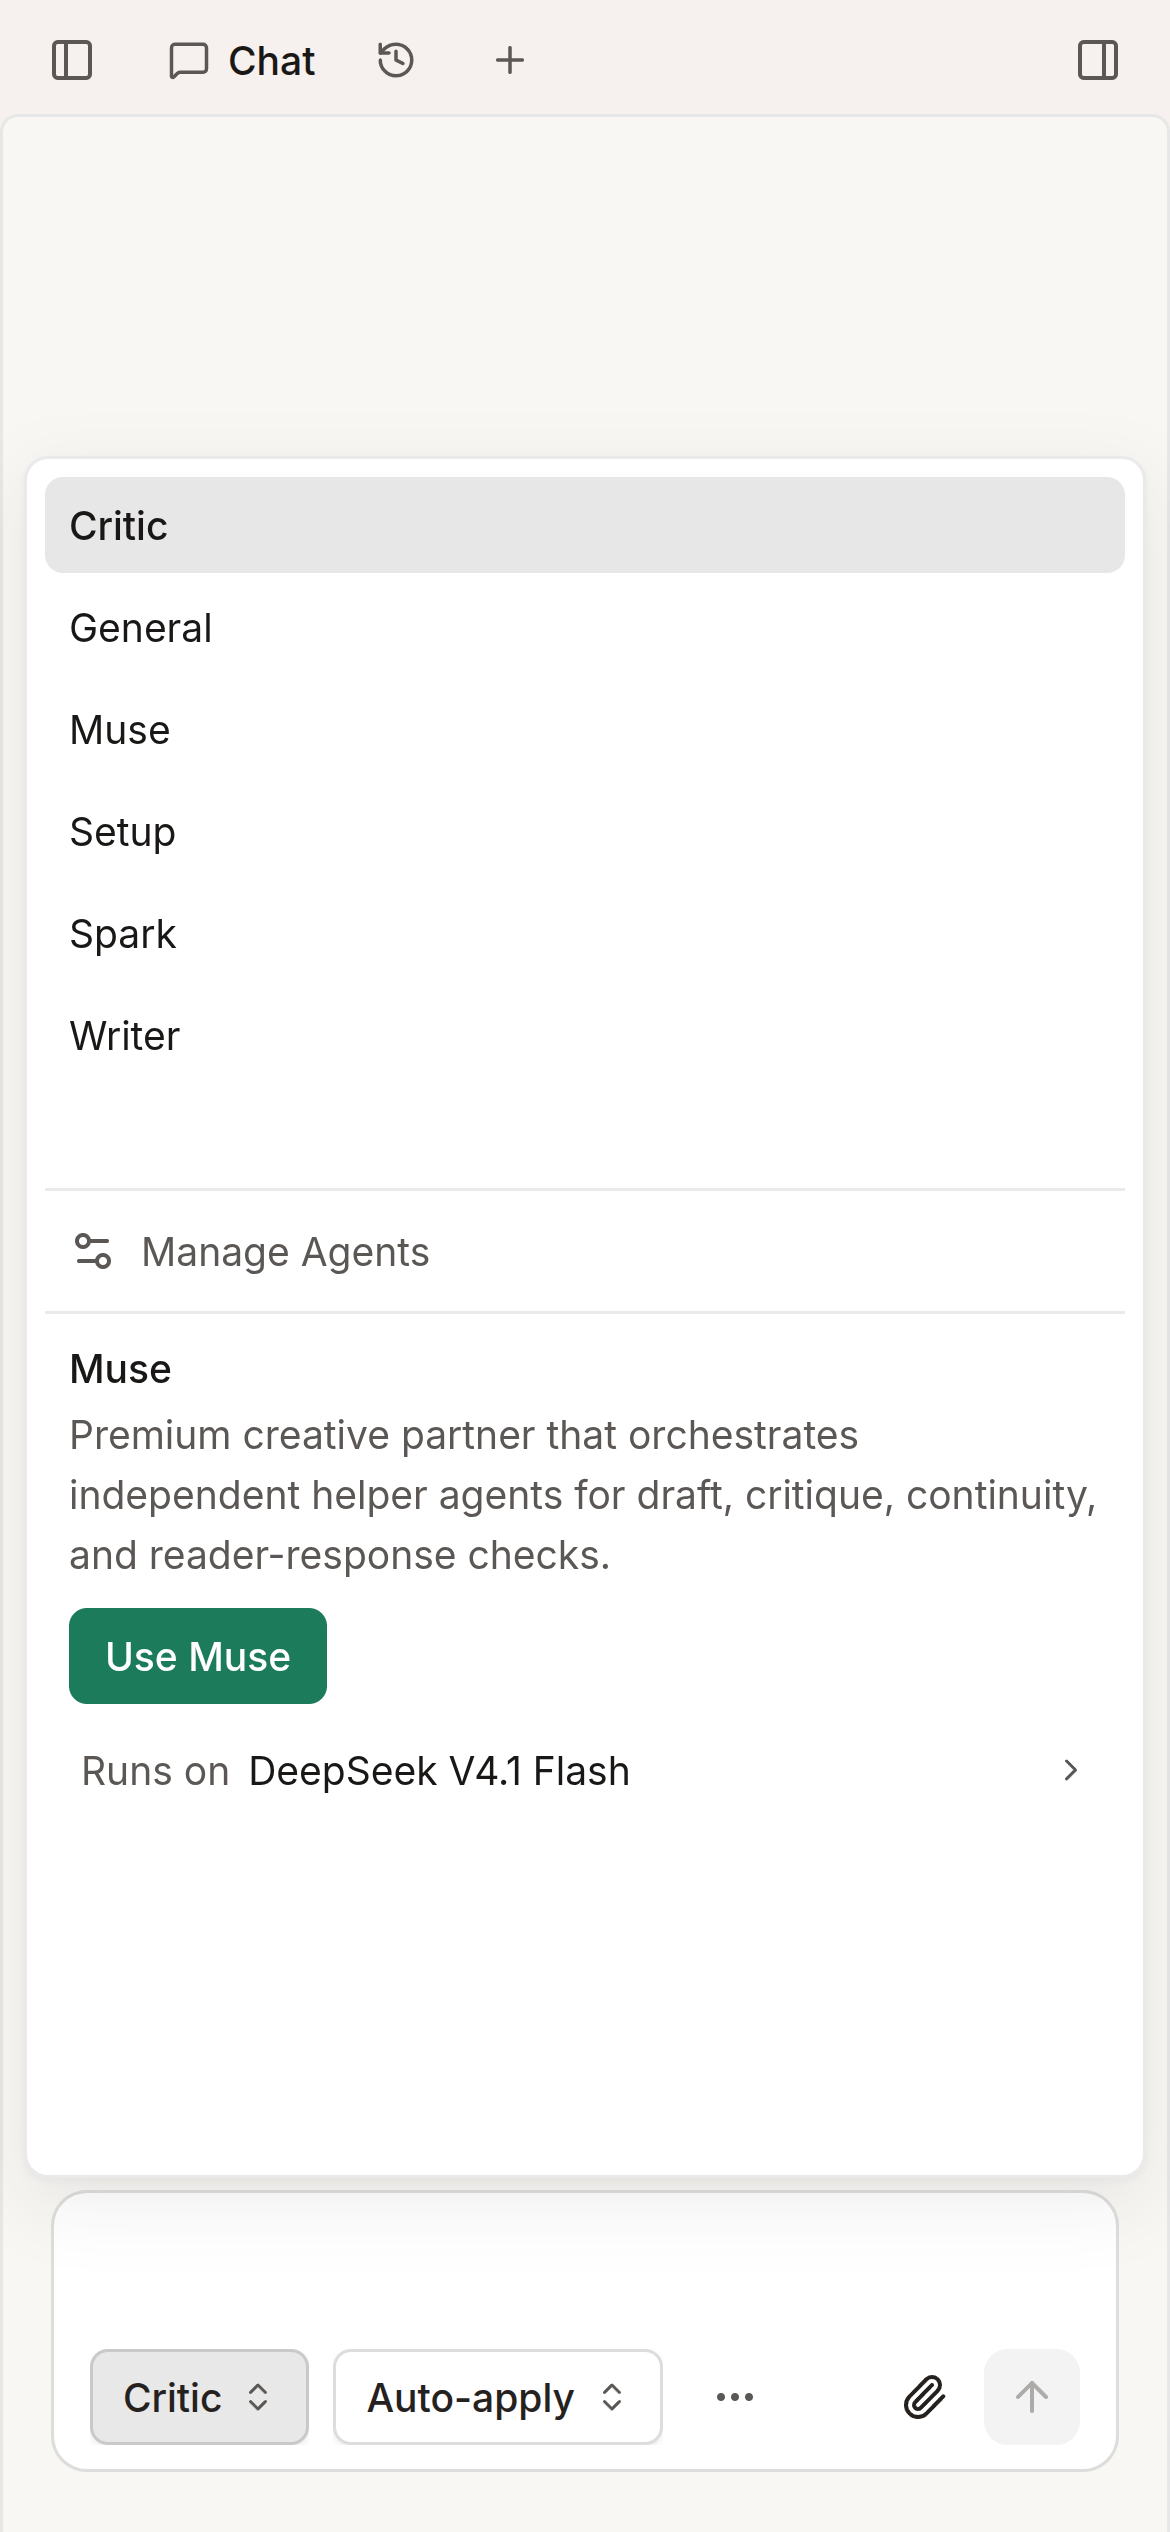 Chat
Critic
General
Muse
Setup
Spark
Writer
Manage Agents
Muse
Premium creative partner that orchestrates
independent helper agents for draft, critique, continuity,
and reader-response checks.
Use Muse
Runs on DeepSeek V4.1 Flash
Critic Auto-apply